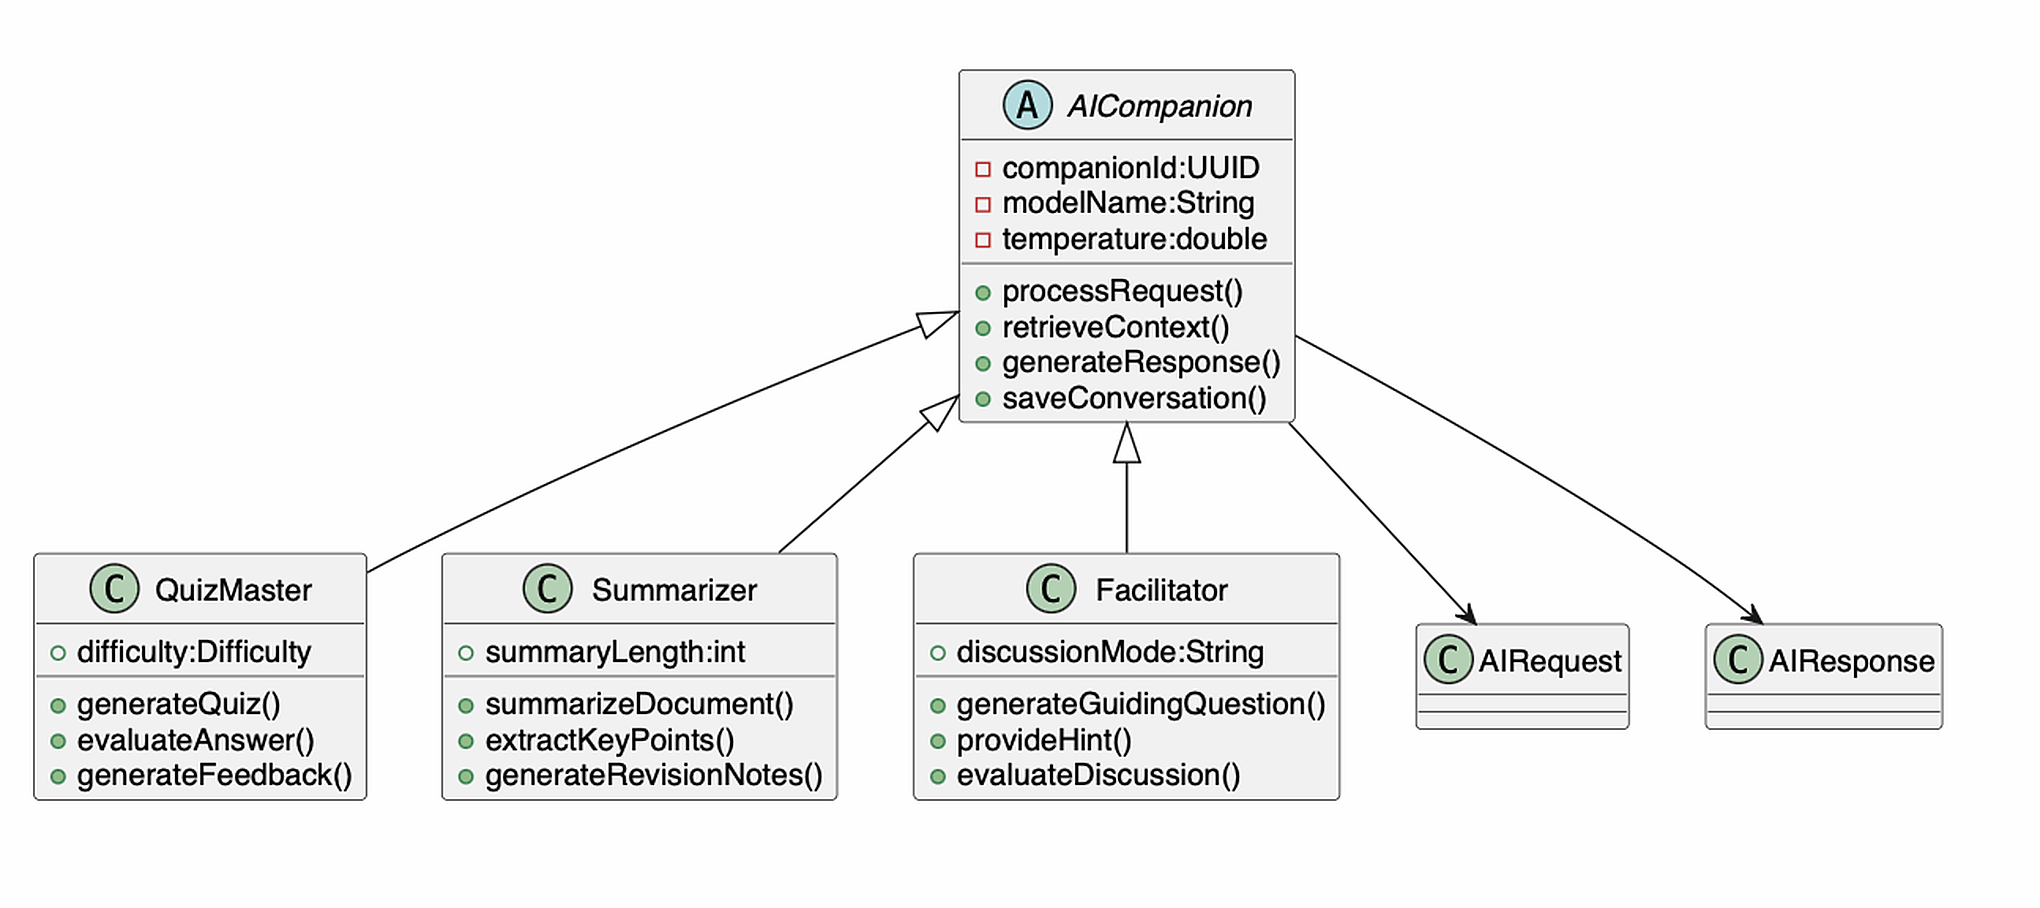 A AICompanion
companionId:UUID
modelName:String
temperature:double
processRequest()
retrieveContext()
generateResponse()
saveConversation()
C QuizMaster
difficulty:Difficulty
generateQuiz()
evaluateAnswer()
generateFeedback()
C Summarizer
summaryLength:int
summarizeDocument()
extractKeyPoints()
generateRevisionNotes()
C Facilitator
discussionMode:String
generateGuidingQuestion()
provideHint()
evaluateDiscussion()
C AIRequest
C AIResponse